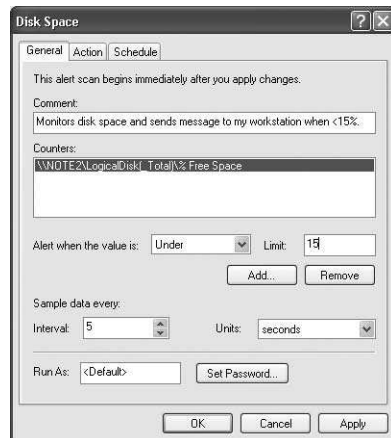 Disk Space
General Action Schedule
This alert scan begins immediately after you apply changes.
Comment:
Monitors disk space and sends message to my workstation when <15%.
Counters:
\\NOTE2\LogicalDisk(_Total)\% Free Space
Alert when the value is: Under Limit: 15
Add... Remove
Sample data every:
Interval: 5 Units: seconds
Run As: <Default> Set Password...
OK Cancel Apply